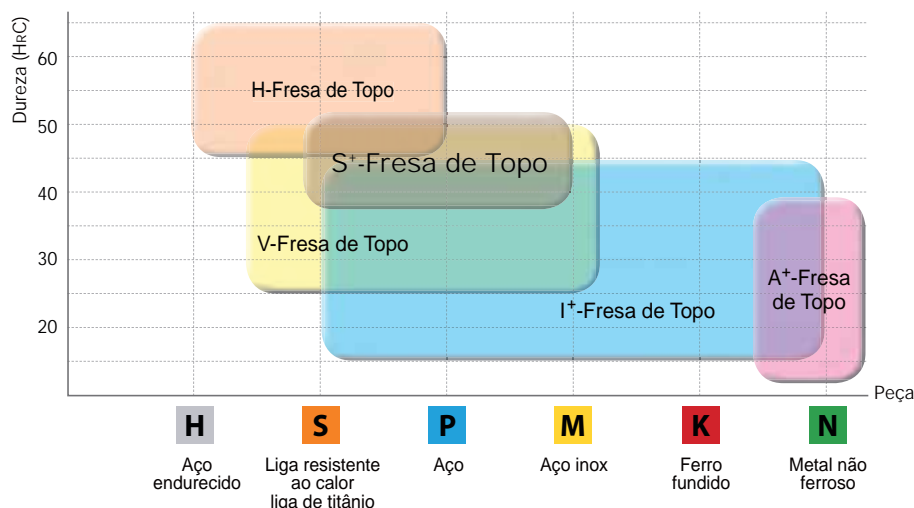 Dureza (HRC)
60
50
40
30
20
H-Fresa de Topo
S+-Fresa de Topo
V-Fresa de Topo
I+-Fresa de Topo
A+-Fresa
de Topo
Peça
H
Aço
endurecido
S
Liga resistente
ao calor
liga de titânio
P
Aço
M
Aço inox
K
Ferro
fundido
N
Metal não
ferroso